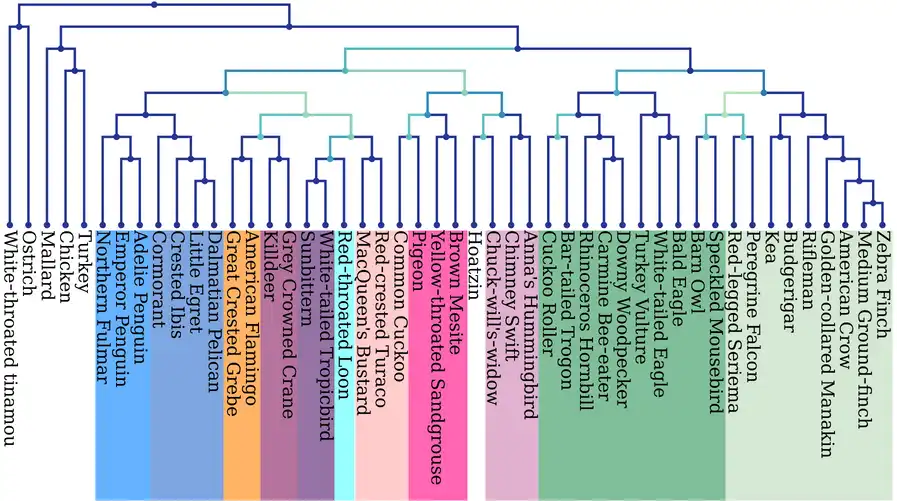 White-throated tinamou
Ostrich
Mallard
Chicken
Turkey
Northern Fulmar
Emperor Penguin
Adelie Penguin
Cormorant
Crested Ibis
Little Egret
Dalmatian Pelican
Great Crested Grebe
American Flamingo
Killdeer
Grey Crowned Crane
Sunbittern
White-tailed Tropicbird
Red-throated Loon
MacQueen's Bustard
Red-crested Turaco
Common Cuckoo
Pigeon
Yellow-throated Sandgrouse
Brown Mesite
Hoatzin
Chuck-will's-widow
Chimney Swift
Anna's Hummingbird
Cuckoo Roller
Bar-tailed Trogon
Rhinoceros Hornbill
Carmine Bee-eater
Downy Woodpecker
Turkey Vulture
White-tailed Eagle
Bald Eagle
Barn Owl
Speckled Mousebird
Red-legged Seriema
Peregrine Falcon
Kea
Budgerigar
Rifleman
Golden-collared Manakin
American Crow
Medium Ground-finch
Zebra Finch